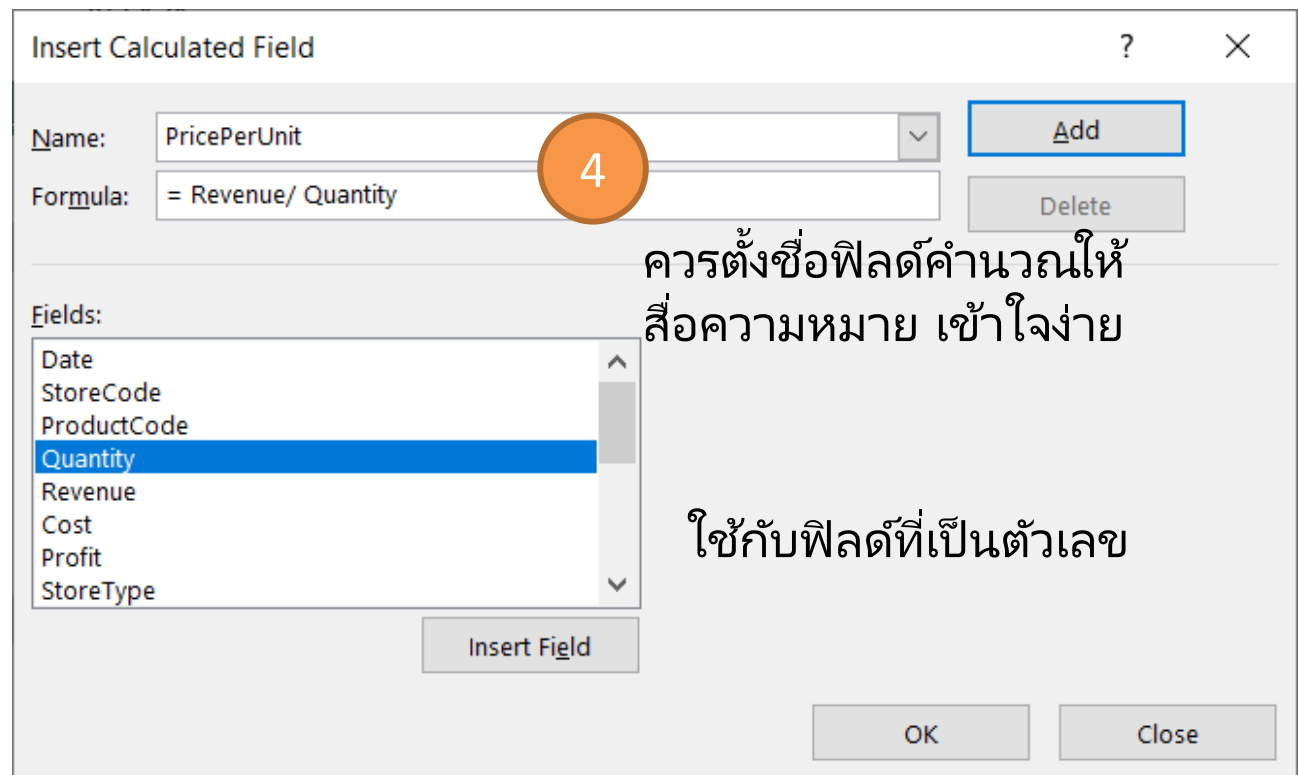 Insert Calculated Field
?
Name: PricePerUnit
Add
4
Formula: = Revenue/ Quantity
Delete
ควรตั้งชื่อฟิลด์คำนวณให้
สื่อความหมาย เข้าใจง่าย
Fields:
Date
StoreCode
ProductCode
Quantity
Revenue
Cost
Profit
StoreType
ใช้กับฟิลด์ที่เป็นตัวเลข
Insert Field
OK
Close